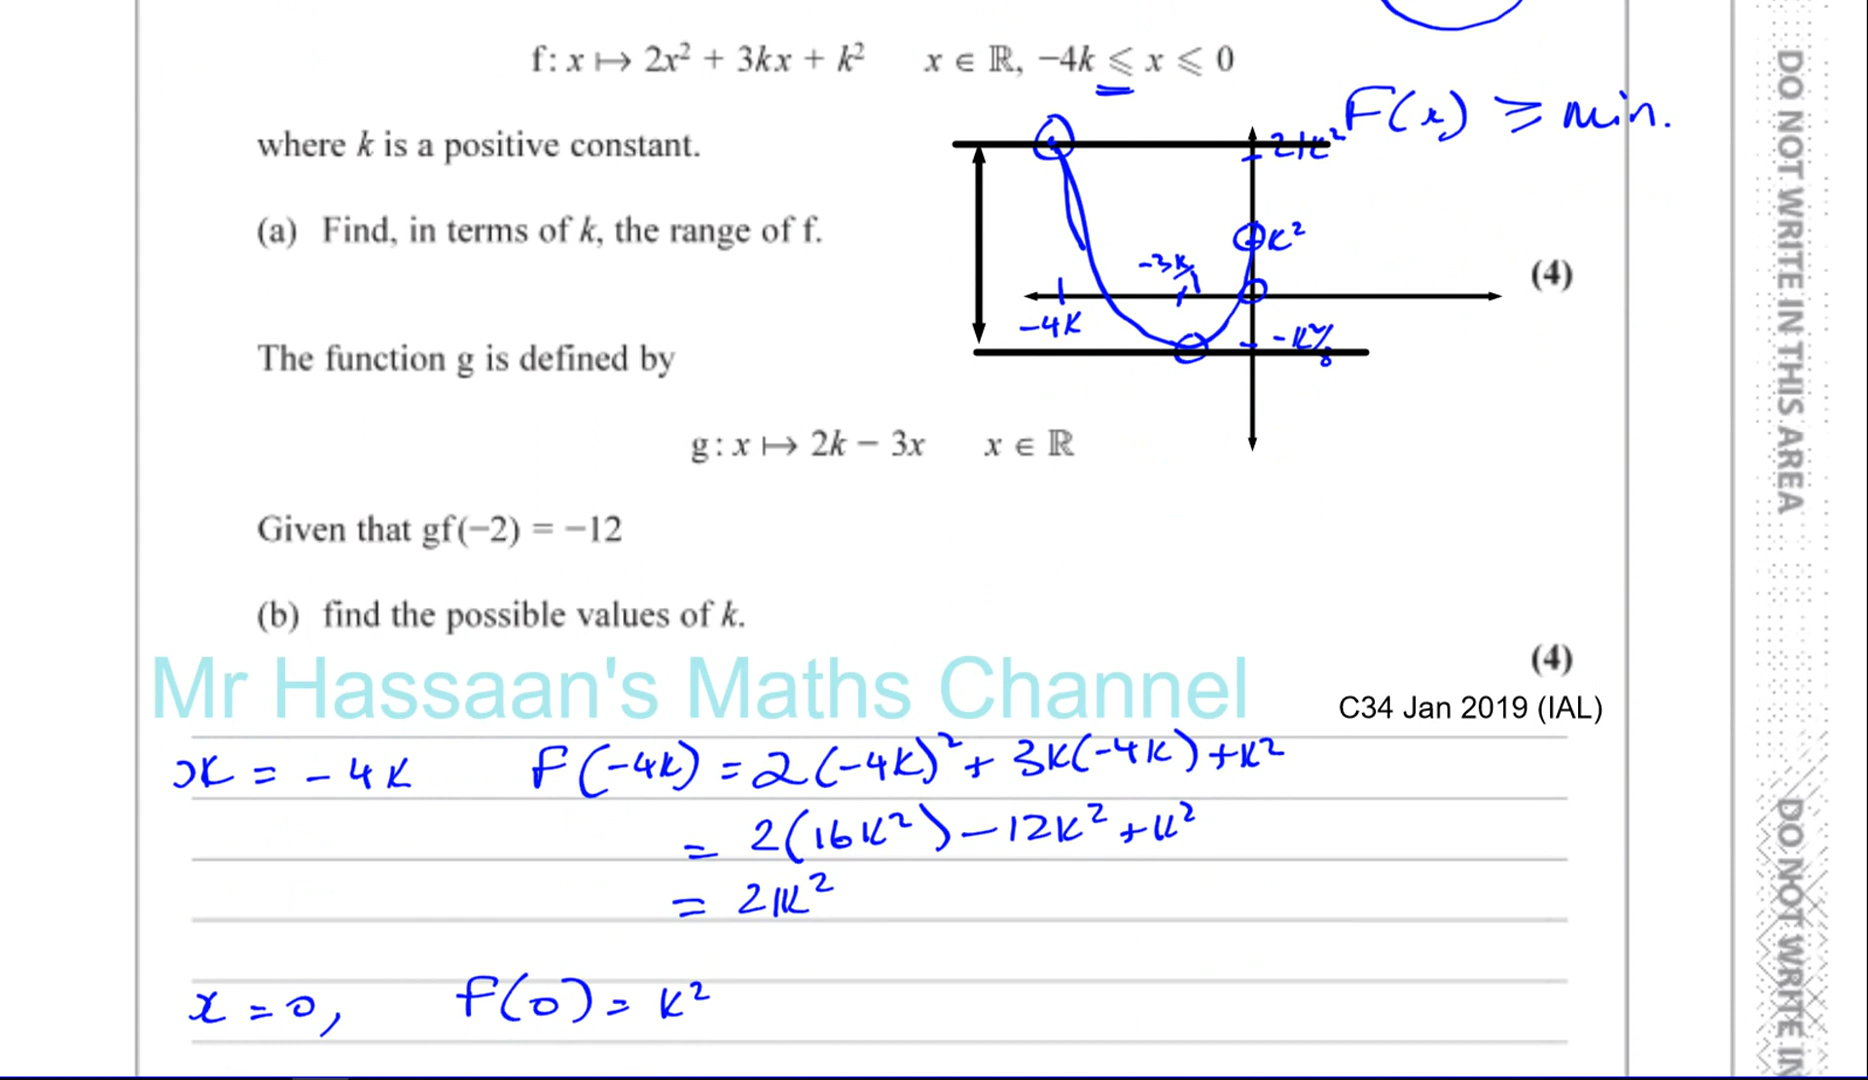 f: x ↦ 2x² + 3kx + k²    x ∈ ℝ, −4k ⩽ x ⩽ 0
F(x) ≥ min.
where k is a positive constant.
21k²
(a) Find, in terms of k, the range of f.
k²
-3k/4
(4)
-4k
-k²/8
The function g is defined by
g: x ↦ 2k − 3x    x ∈ ℝ
Given that gf(−2) = −12
(b) find the possible values of k.
(4)
Mr Hassaan's Maths Channel
C34 Jan 2019 (IAL)
x = -4k    F(-4k) = 2(-4k)² + 3k(-4k) + k²
= 2(16k²) - 12k² + k²
= 21k²
x = 0,    F(0) = k²
DO NOT WRITE IN THIS AREA
DO NOT WRITE IN